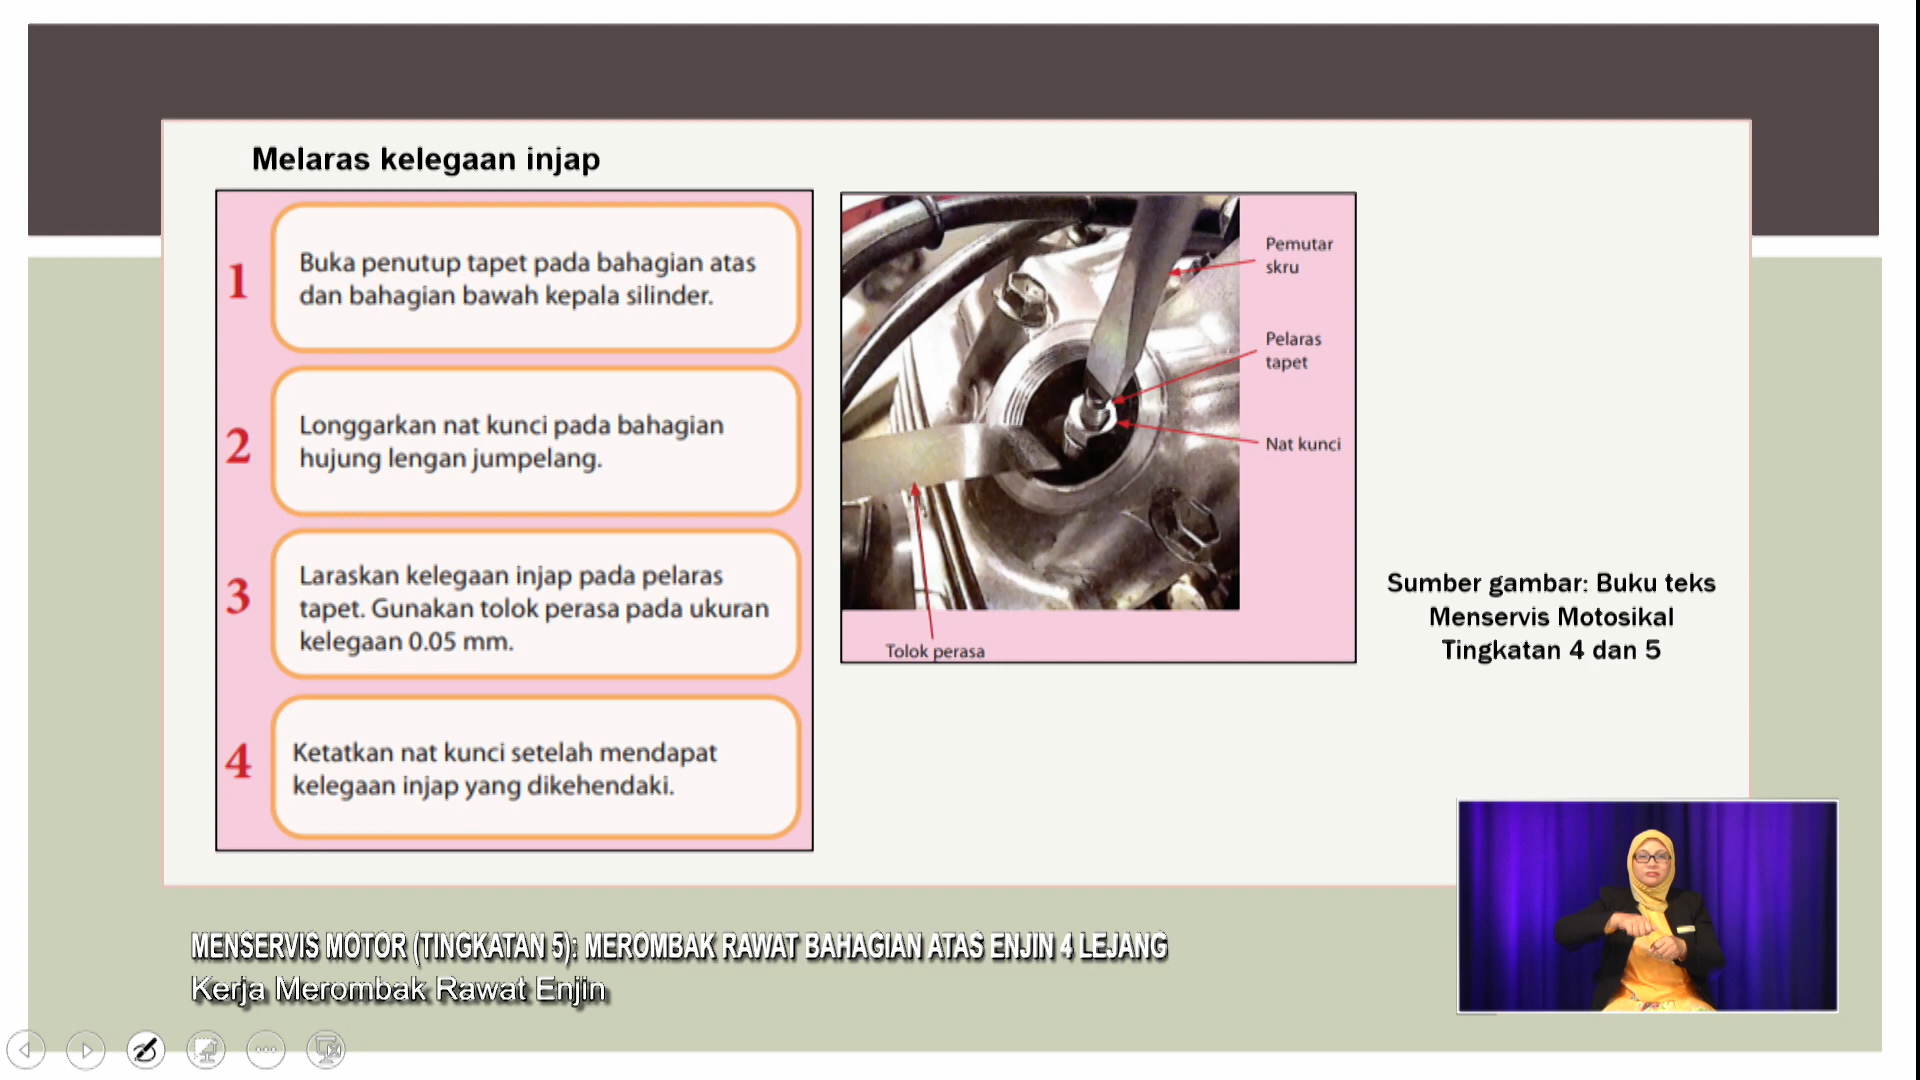 Melaras kelegaan injap
1
Buka penutup tapet pada bahagian atas
dan bahagian bawah kepala silinder.
2
Longgarkan nat kunci pada bahagian
hujung lengan jumpelang.
3
Laraskan kelegaan injap pada pelaras
tapet. Gunakan tolok perasa pada ukuran
kelegaan 0.05 mm.
4
Ketatkan nat kunci setelah mendapat
kelegaan injap yang dikehendaki.
Pemutar
skru
Pelaras
tapet
Nat kunci
Tolok perasa
Sumber gambar: Buku teks
Menservis Motosikal
Tingkatan 4 dan 5
MENSERVIS MOTOR (TINGKATAN 5): MEROMBAK RAWAT BAHAGIAN ATAS ENJIN 4 LEJANG
Kerja Merombak Rawat Enjin